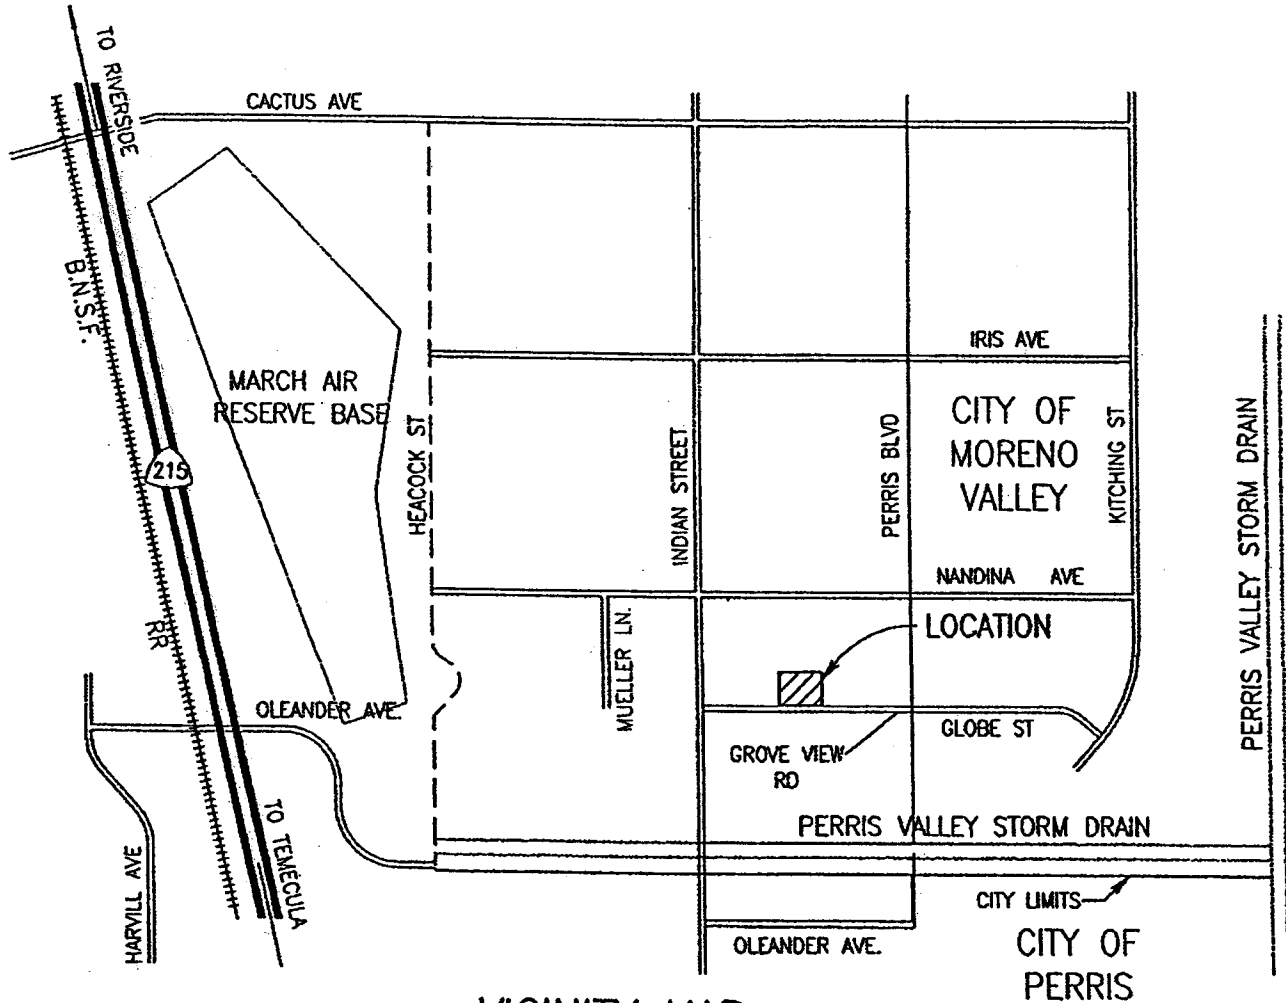 TO RIVERSIDE
CACTUS AVE
B.N.S.F.
RR
215
MARCH AIR
RESERVE BASE
HEACOCK ST
INDIAN STREET
PERRIS BLVD
IRIS AVE
CITY OF
MORENO
VALLEY
KITCHING ST
PERRIS VALLEY STORM DRAIN
NANDINA AVE
MUELLER LN.
LOCATION
OLEANDER AVE.
GROVE VIEW
RD
GLOBE ST
HARVILL AVE
TO TEMECULA
PERRIS VALLEY STORM DRAIN
CITY LIMITS
OLEANDER AVE.
CITY OF
PERRIS